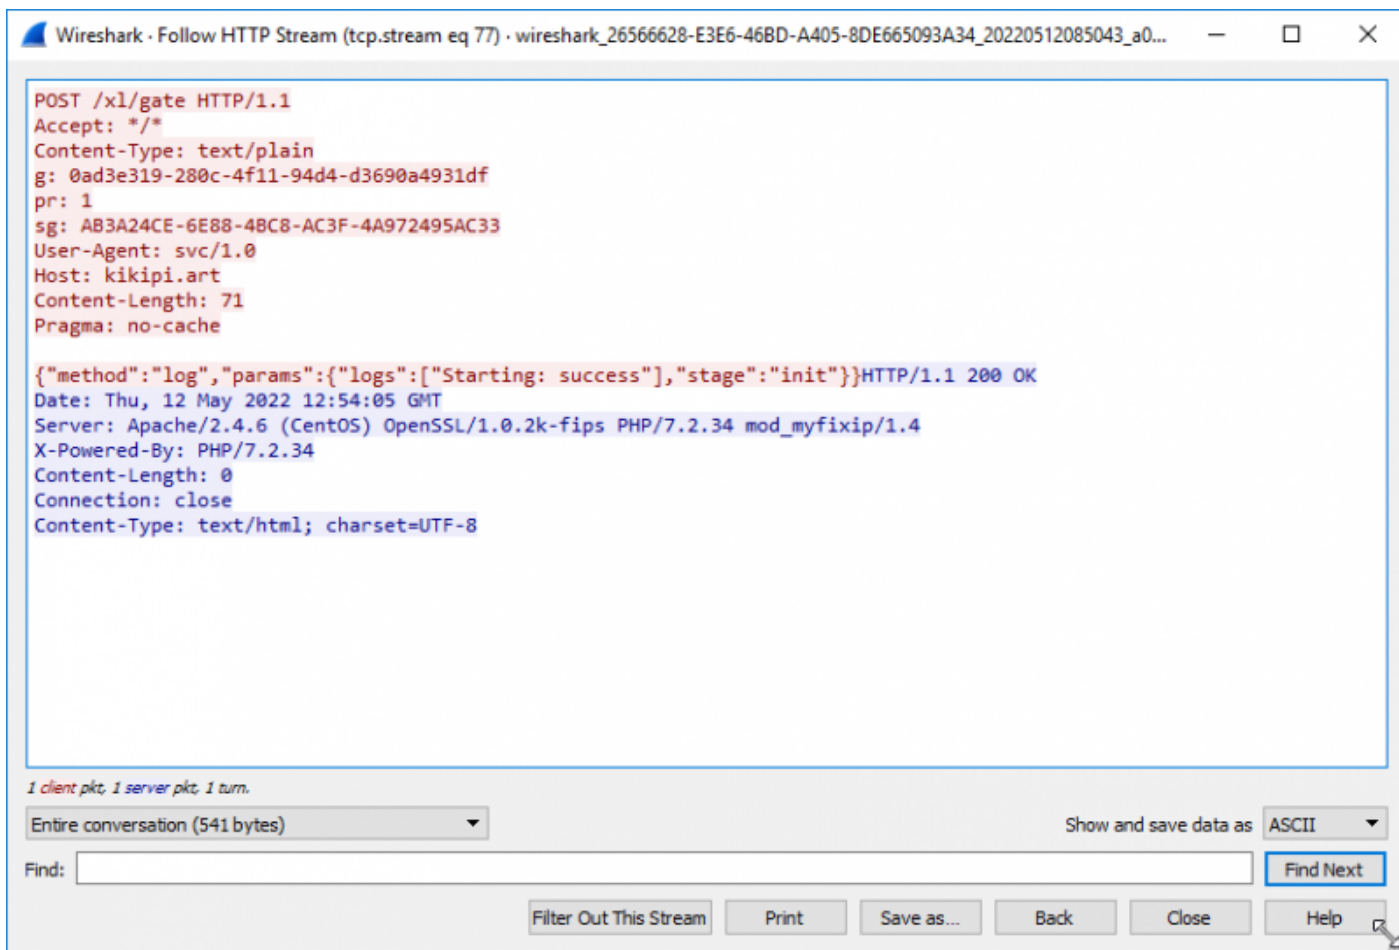 Wireshark · Follow HTTP Stream (tcp.stream eq 77) · wireshark_26566628-E3E6-46BD-A405-8DE665093A34_20220512085043_a0...
POST /xl/gate HTTP/1.1
Accept: */*
Content-Type: text/plain
g: 0ad3e319-280c-4f11-94d4-d3690a4931df
pr: 1
sg: AB3A24CE-6E88-4BC8-AC3F-4A972495AC33
User-Agent: svc/1.0
Host: kikipi.art
Content-Length: 71
Pragma: no-cache
{"method":"log","params":{"logs":["Starting: success"],"stage":"init"}}HTTP/1.1 200 OK
Date: Thu, 12 May 2022 12:54:05 GMT
Server: Apache/2.4.6 (CentOS) OpenSSL/1.0.2k-fips PHP/7.2.34 mod_myfixip/1.4
X-Powered-By: PHP/7.2.34
Content-Length: 0
Connection: close
Content-Type: text/html; charset=UTF-8
1 client pkt, 1 server pkt, 1 turn.
Entire conversation (541 bytes) Show and save data as ASCII
Find: Find Next
Filter Out This Stream Print Save as... Back Close Help